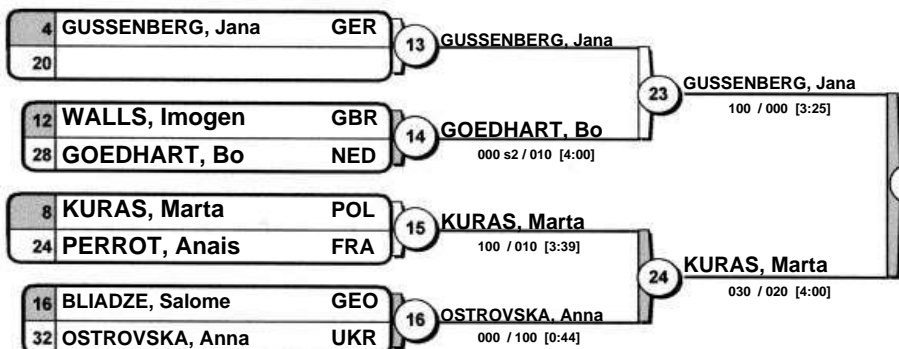 4 GUSSENBERG, Jana GER
20
13 GUSSENBERG, Jana
12 WALLS, Imogen GBR
28 GOEDHART, Bo NED
14 GOEDHART, Bo
000 s2 / 010 [4:00]
23 GUSSENBERG, Jana
100 / 000 [3:25]
8 KURAS, Marta POL
24 PERROT, Anais FRA
15 KURAS, Marta
100 / 010 [3:39]
16 BLIADZE, Salome GEO
32 OSTROVSKA, Anna UKR
16 OSTROVSKA, Anna
000 / 100 [0:44]
24 KURAS, Marta
030 / 020 [4:00]